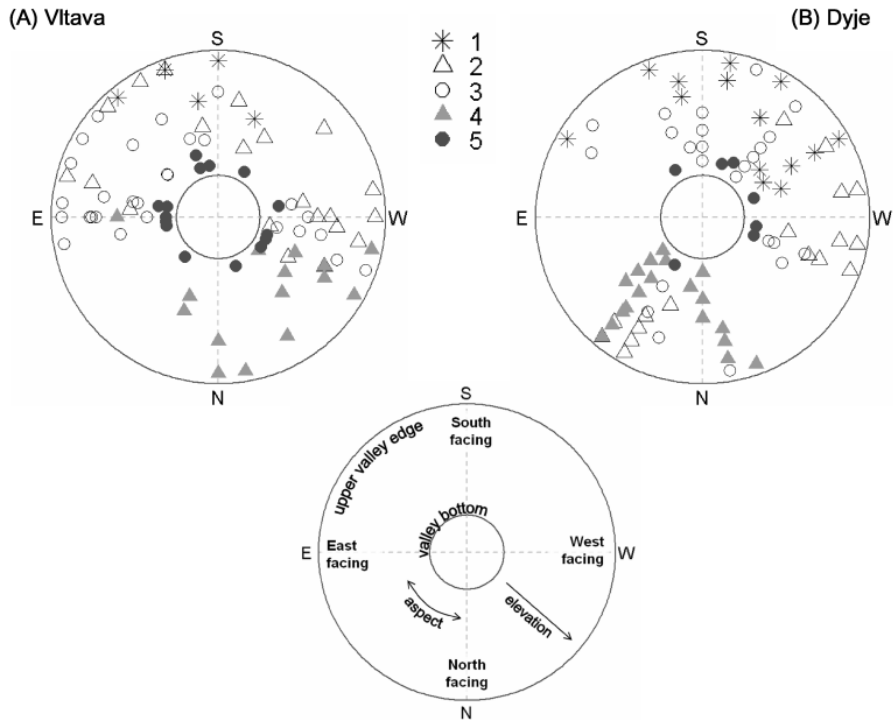 (A) Vltava
(B) Dyje
S
E
W
N
1
2
3
4
5
S
E
W
N
S
South
facing
upper valley edge
valley bottom
E
East
facing
West
facing
W
aspect
elevation
North
facing
N